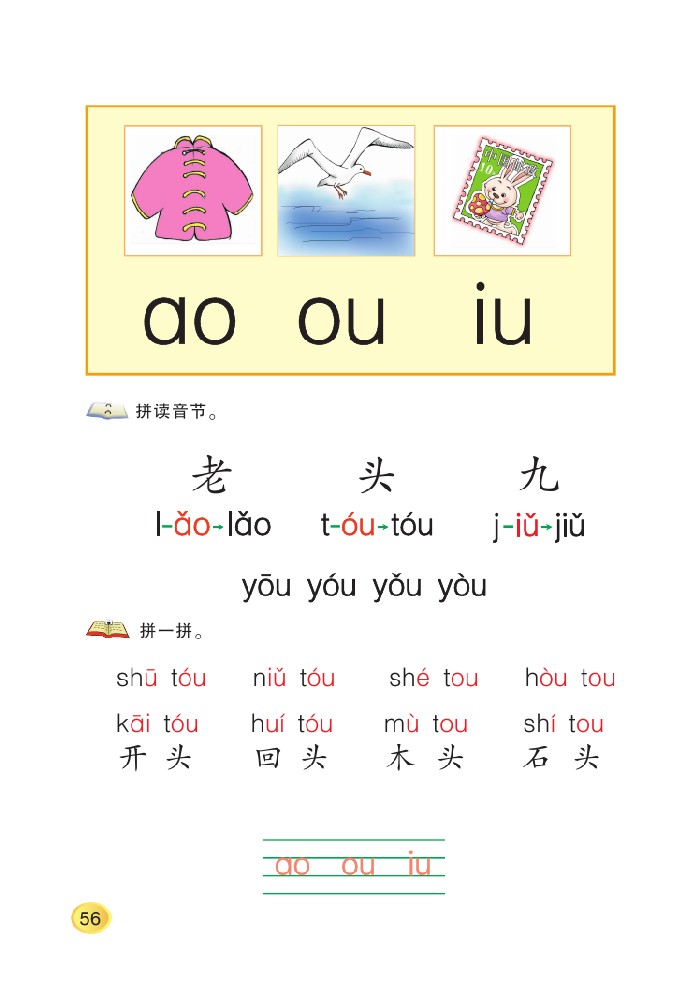 ao ou iu
拼读音节。
老 头 九
l-ǎo→lǎo t-óu→tóu j-iǔ→jiǔ
yōu yóu yǒu yòu
拼一拼。
shū tóu niǔ tóu shé tou hòu tou
kāi tóu huí tóu mù tou shí tou
开 头 回 头 木 头 石 头
ao ou iu
56